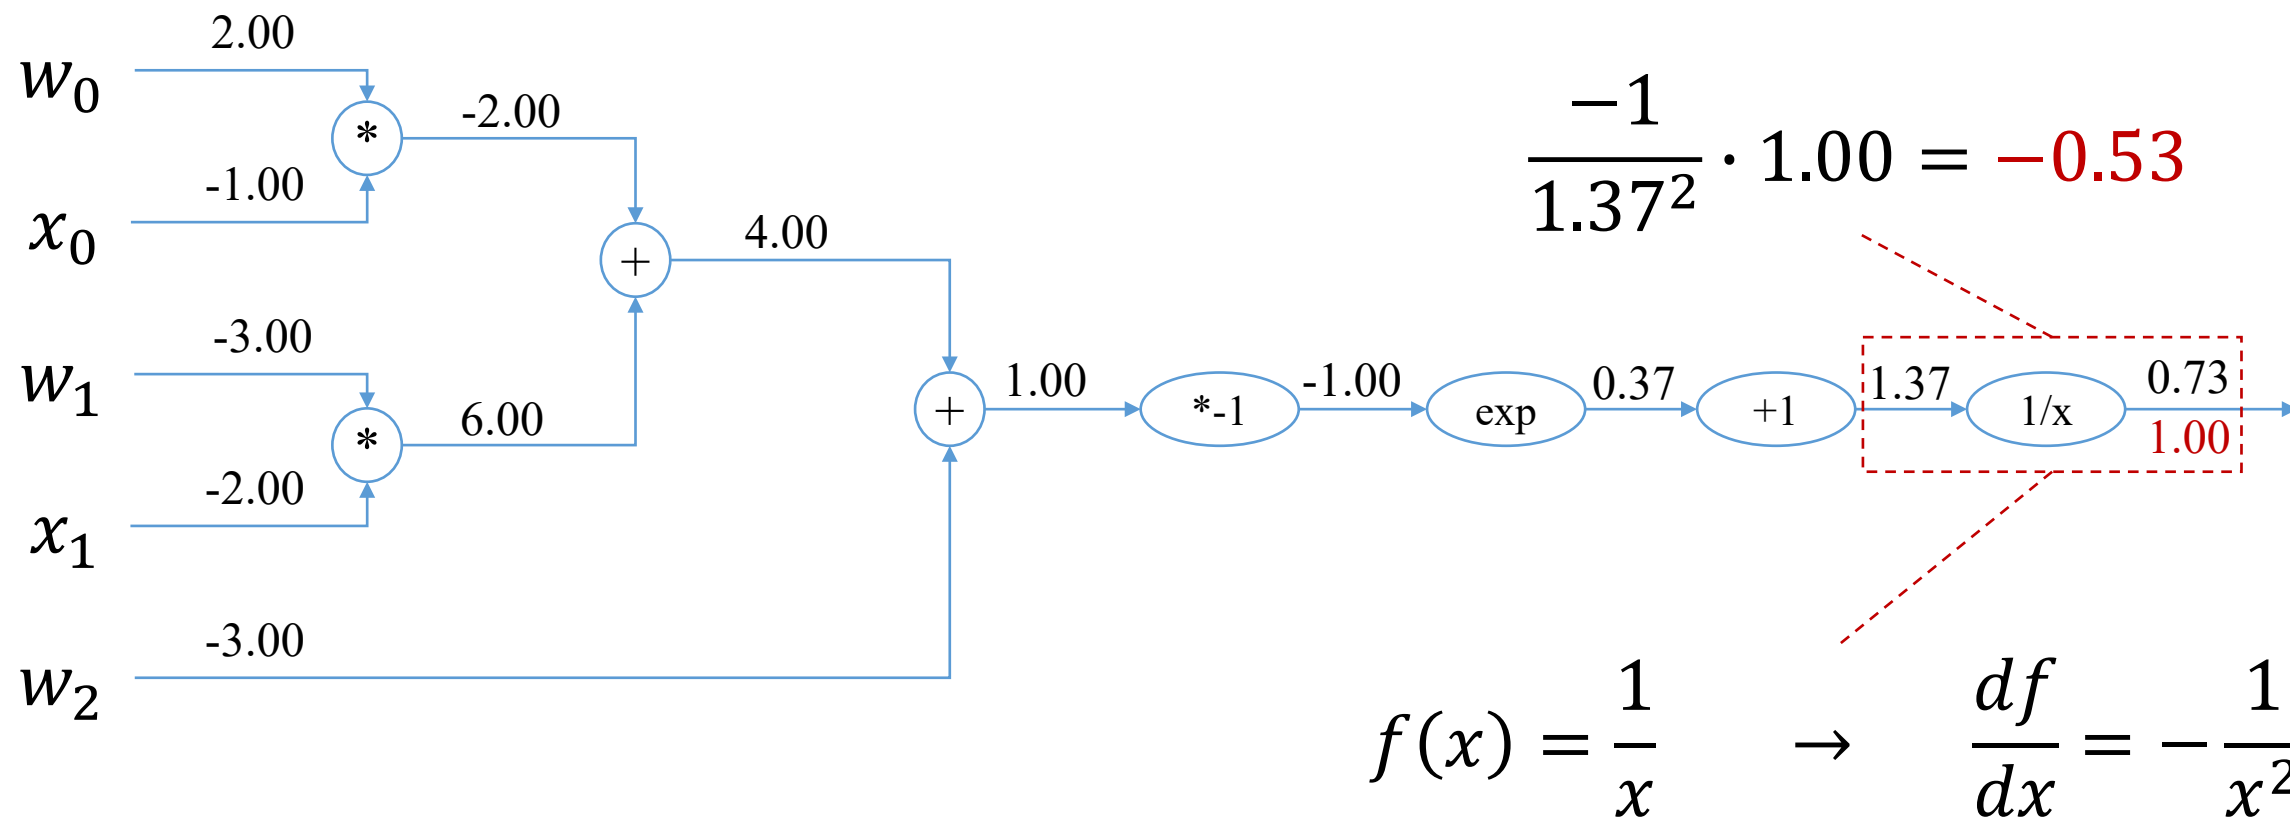 w₀ 2.00
* -2.00
x₀ -1.00
+ 4.00
w₁ -3.00
* 6.00
x₁ -2.00
w₂ -3.00
+ 1.00 *-1 -1.00 exp 0.37 +1 1.37 1/x 0.73
1.00
−1/1.37² · 1.00 = −0.53
f(x) = 1/x → df/dx = − 1/x²